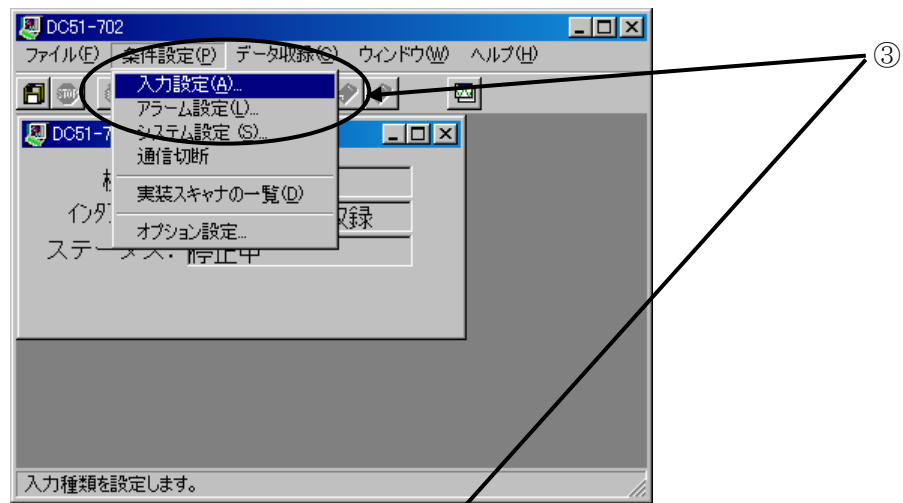 DC51-702
ファイル(F) 条件設定(P) データ収録(C) ウィンドウ(W) ヘルプ(H)
③
入力設定(A)...
アラーム設定(L)...
システム設定 (S)...
通信切断
実装スキャナの一覧(D)
オプション設定...
STOP
DC51-7
インタ
収録
ステータス: 停止中
入力種類を設定します。